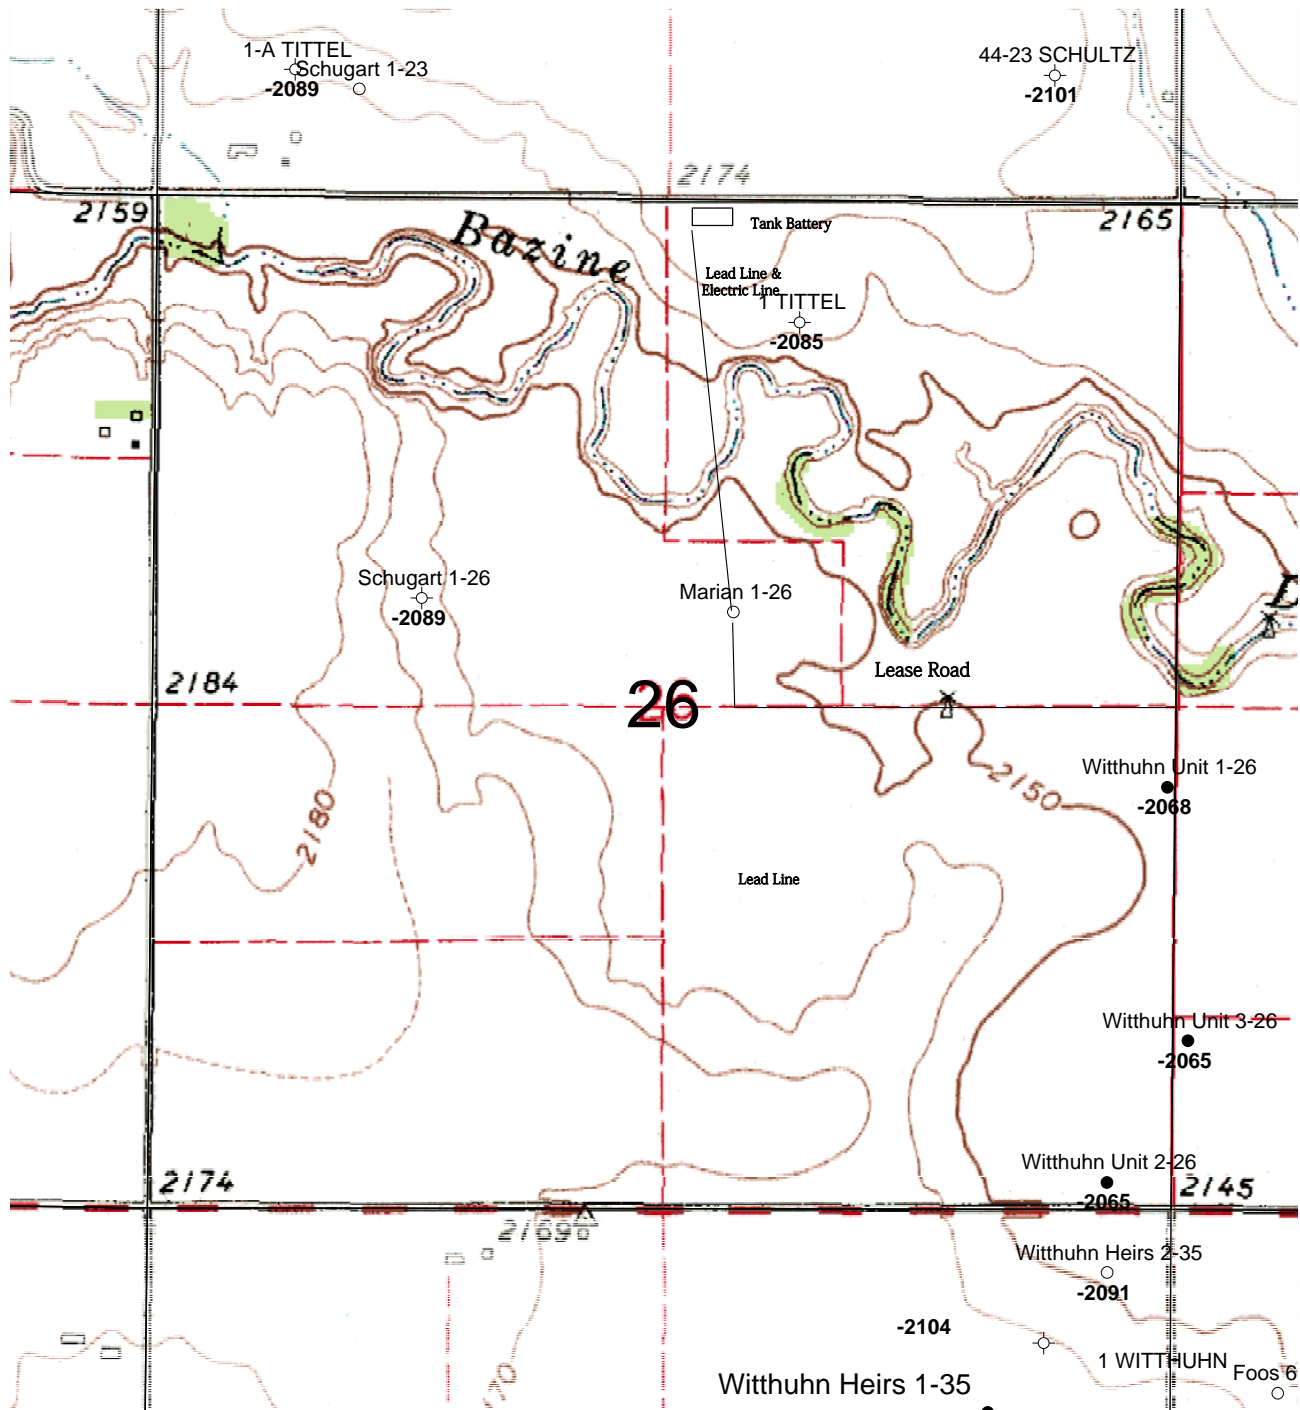 1-A TITTEL
Schugart 1-23
-2089
44-23 SCHULTZ
-2101
2174
2159
2165
Bazine
Tank Battery
Lead Line &
Electric Line
1 TITTEL
-2085
Schugart 1-26
-2089
Marian 1-26
Lease Road
2184
26
2150
Witthuhn Unit 1-26
-2068
2180
Lead Line
Witthuhn Unit 3-26
-2065
Witthuhn Unit 2-26
-2065
2174
2145
2169
Witthuhn Heirs 2-35
-2091
-2104
1 WITTHUHN
Foos 6
Witthuhn Heirs 1-35